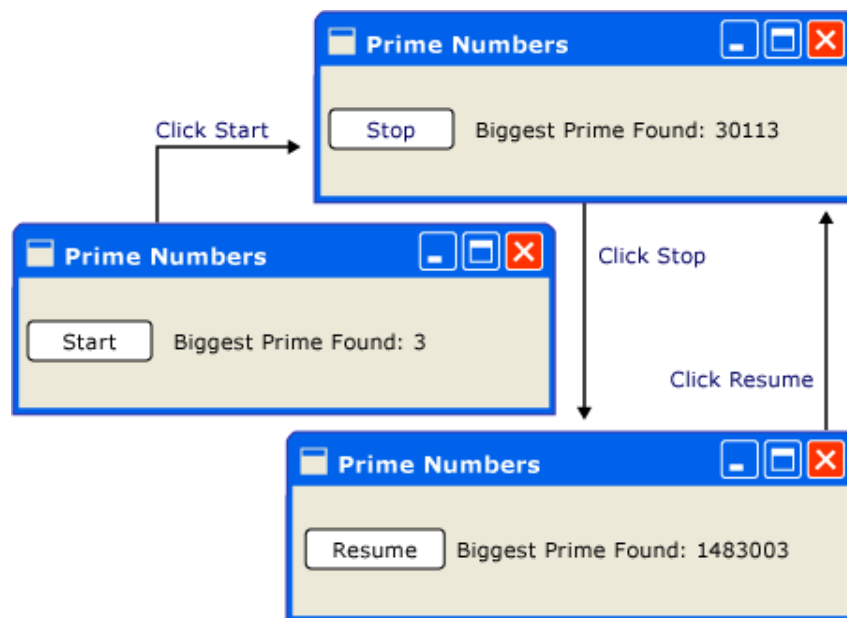 Prime Numbers
Click Start
Stop Biggest Prime Found: 30113
Prime Numbers
Click Stop
Start Biggest Prime Found: 3
Click Resume
Prime Numbers
Resume Biggest Prime Found: 1483003